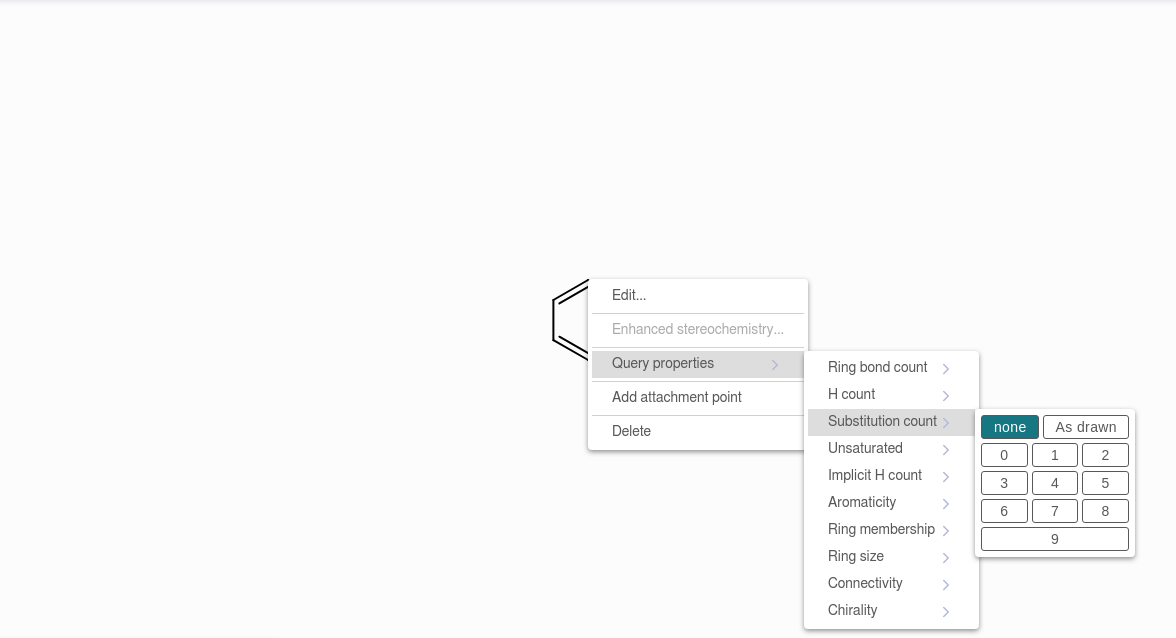 Edit...
Enhanced stereochemistry...
Query properties
Add attachment point
Delete
Ring bond count
H count
Substitution count
Unsaturated
Implicit H count
Aromaticity
Ring membership
Ring size
Connectivity
Chirality
none As drawn
0 1 2
3 4 5
6 7 8
9